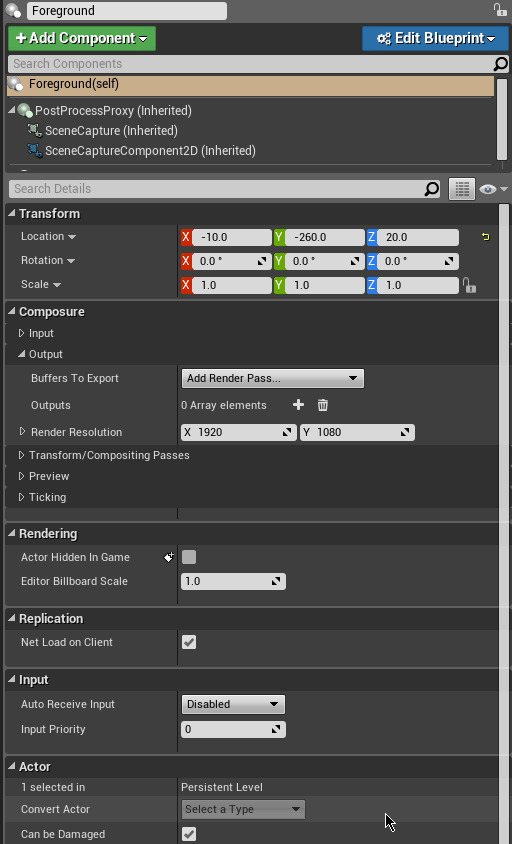 Foreground
Add Component
Edit Blueprint
Search Components
Foreground(self)
PostProcessProxy (Inherited)
SceneCapture (Inherited)
SceneCaptureComponent2D (Inherited)
Search Details
Transform
Location X -10.0 Y -260.0 Z 20.0
Rotation X 0.0 ° Y 0.0 ° Z 0.0 °
Scale X 1.0 Y 1.0 Z 1.0
Composure
Input
Output
Buffers To Export Add Render Pass...
Outputs 0 Array elements
Render Resolution X 1920 Y 1080
Transform/Compositing Passes
Preview
Ticking
Rendering
Actor Hidden In Game
Editor Billboard Scale 1.0
Replication
Net Load on Client
Input
Auto Receive Input Disabled
Input Priority 0
Actor
1 selected in Persistent Level
Convert Actor Select a Type
Can be Damaged